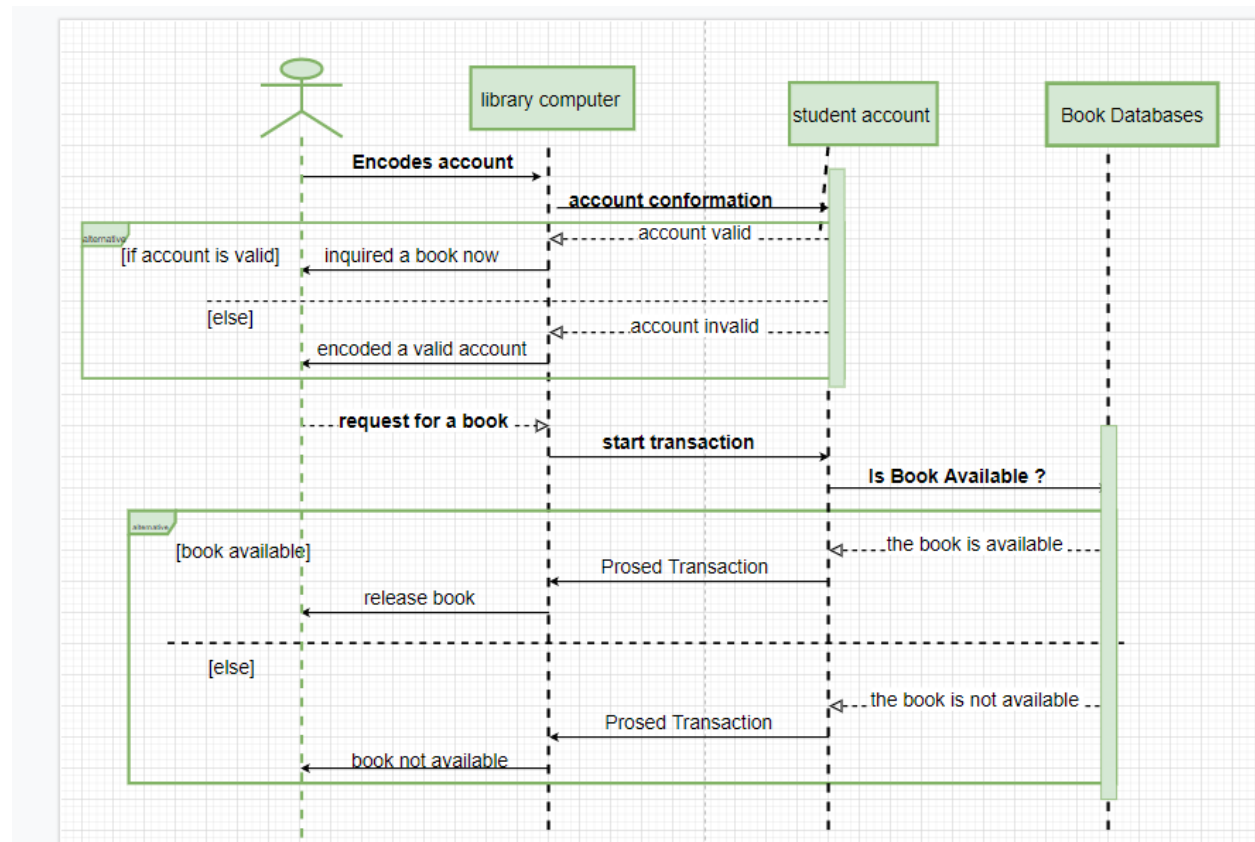 library computer
student account
Book Databases
Encodes account
account conformation
alternative
account valid
[if account is valid]
inquired a book now
[else]
account invalid
encoded a valid account
request for a book
start transaction
Is Book Available ?
alternative
[book available]
the book is available
Prosed Transaction
release book
[else]
the book is not available
Prosed Transaction
book not available